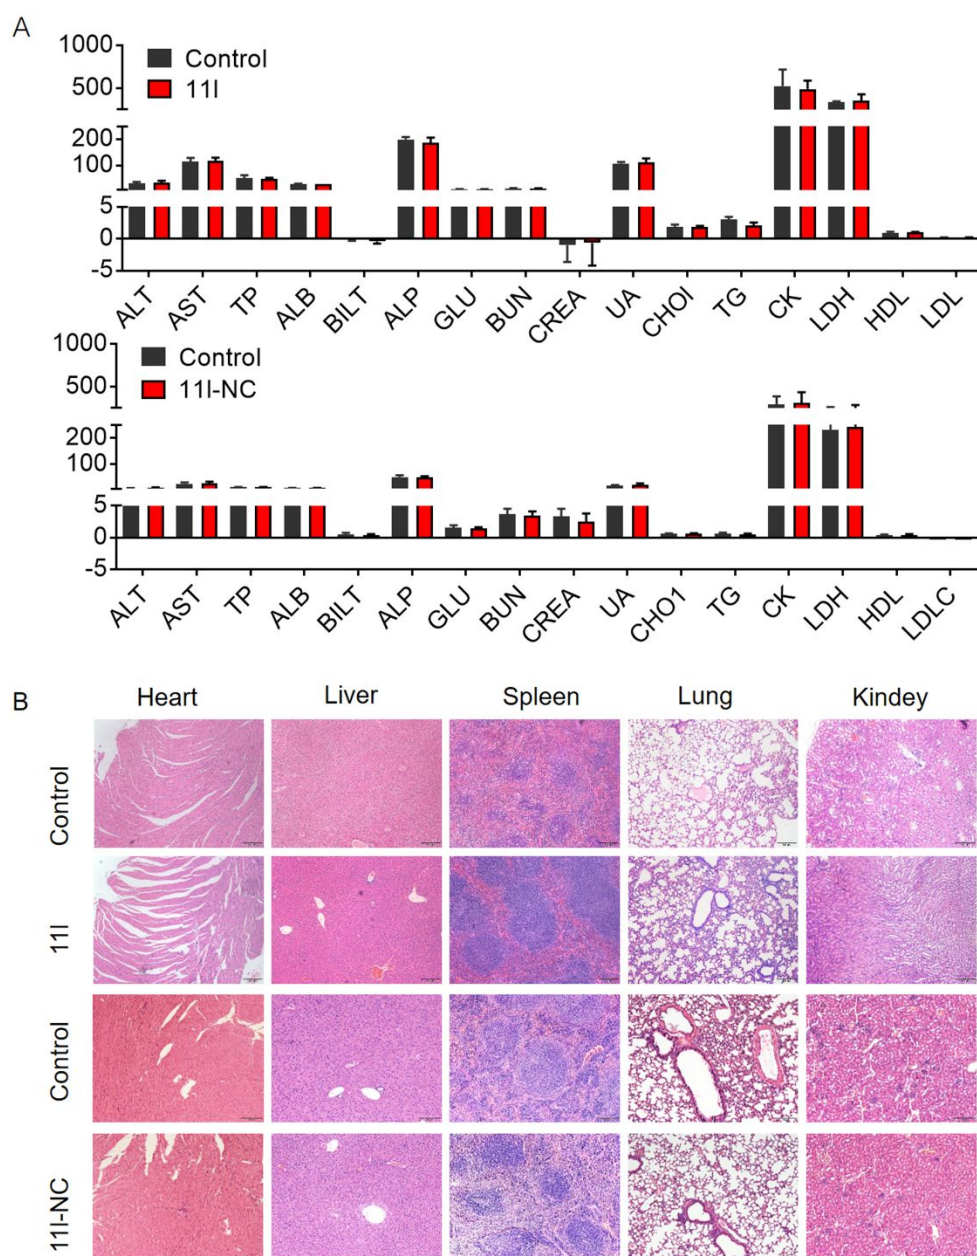 A
1000
500
200
100
5
0
-5
Control
11l
ALT AST TP ALB BILT ALP GLU BUN CREA UA CHOI TG CK LDH HDL LDL
1000
500
200
100
5
0
-5
Control
11l-NC
ALT AST TP ALB BILT ALP GLU BUN CREA UA CHO1 TG CK LDH HDL LDLC
B
Heart Liver Spleen Lung Kindey
Control
11l
Control
11l-NC